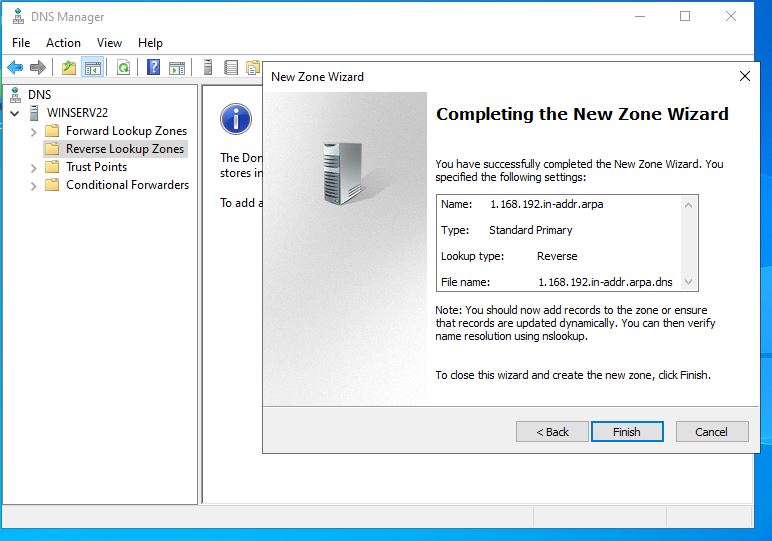 DNS Manager
File Action View Help
DNS
WINSERV22
Forward Lookup Zones
Reverse Lookup Zones
Trust Points
Conditional Forwarders
The
stores
To add
New Zone Wizard
Completing the New Zone Wizard
You have successfully completed the New Zone Wizard. You
specified the following settings:
Name: 1.168.192.in-addr.arpa
Type: Standard Primary
Lookup type: Reverse
File name: 1.168.192.in-addr.arpa.dns
Note: You should now add records to the zone or ensure
that records are updated dynamically. You can then verify
name resolution using nslookup.
To close this wizard and create the new zone, click Finish.
< Back Finish Cancel